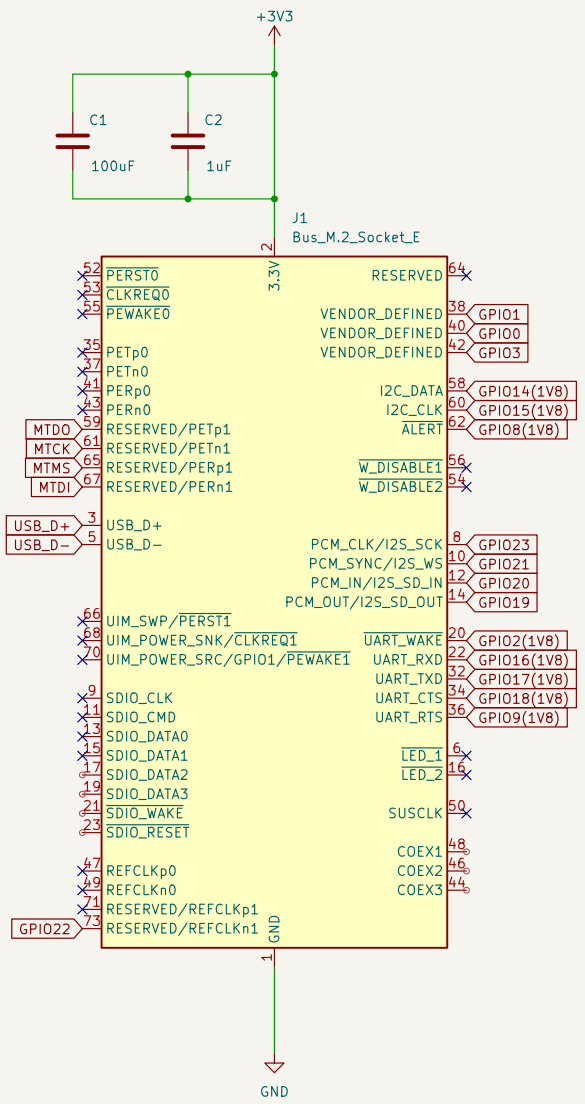 +3V3
C1
C2
100uF
1uF
J1
Bus_M.2_Socket_E
2
3.3V
52 PERST0
RESERVED 64
53 CLKREQ0
55 PEWAKE0
VENDOR_DEFINED 38 GPIO1
VENDOR_DEFINED 40 GPIO0
35 PETp0
VENDOR_DEFINED 42 GPIO3
37 PETn0
41 PERp0
I2C_DATA 58 GPIO14(1V8)
43 PERn0
I2C_CLK 60 GPIO15(1V8)
MTDO 59 RESERVED/PETp1
ALERT 62 GPIO8(1V8)
MTCK 61 RESERVED/PETn1
MTMS 65 RESERVED/PERp1
W_DISABLE1 56
MTDI 67 RESERVED/PERn1
W_DISABLE2 54
USB_D+ 3 USB_D+
USB_D- 5 USB_D-
PCM_CLK/I2S_SCK 8 GPIO23
PCM_SYNC/I2S_WS 10 GPIO21
PCM_IN/I2S_SD_IN 12 GPIO20
PCM_OUT/I2S_SD_OUT 14 GPIO19
66 UIM_SWP/PERST1
68 UIM_POWER_SNK/CLKREQ1
UART_WAKE 20 GPIO2(1V8)
70 UIM_POWER_SRC/GPIO1/PEWAKE1
UART_RXD 22 GPIO16(1V8)
UART_TXD 32 GPIO17(1V8)
9 SDIO_CLK
UART_CTS 34 GPIO18(1V8)
11 SDIO_CMD
UART_RTS 36 GPIO9(1V8)
13 SDIO_DATA0
15 SDIO_DATA1
LED_1 6
17 SDIO_DATA2
LED_2 16
19 SDIO_DATA3
21 SDIO_WAKE
SUSCLK 50
23 SDIO_RESET
COEX1 48
47 REFCLKp0
COEX2 46
49 REFCLKn0
COEX3 44
71 RESERVED/REFCLKp1
GPIO22 73 RESERVED/REFCLKn1
GND
1
GND